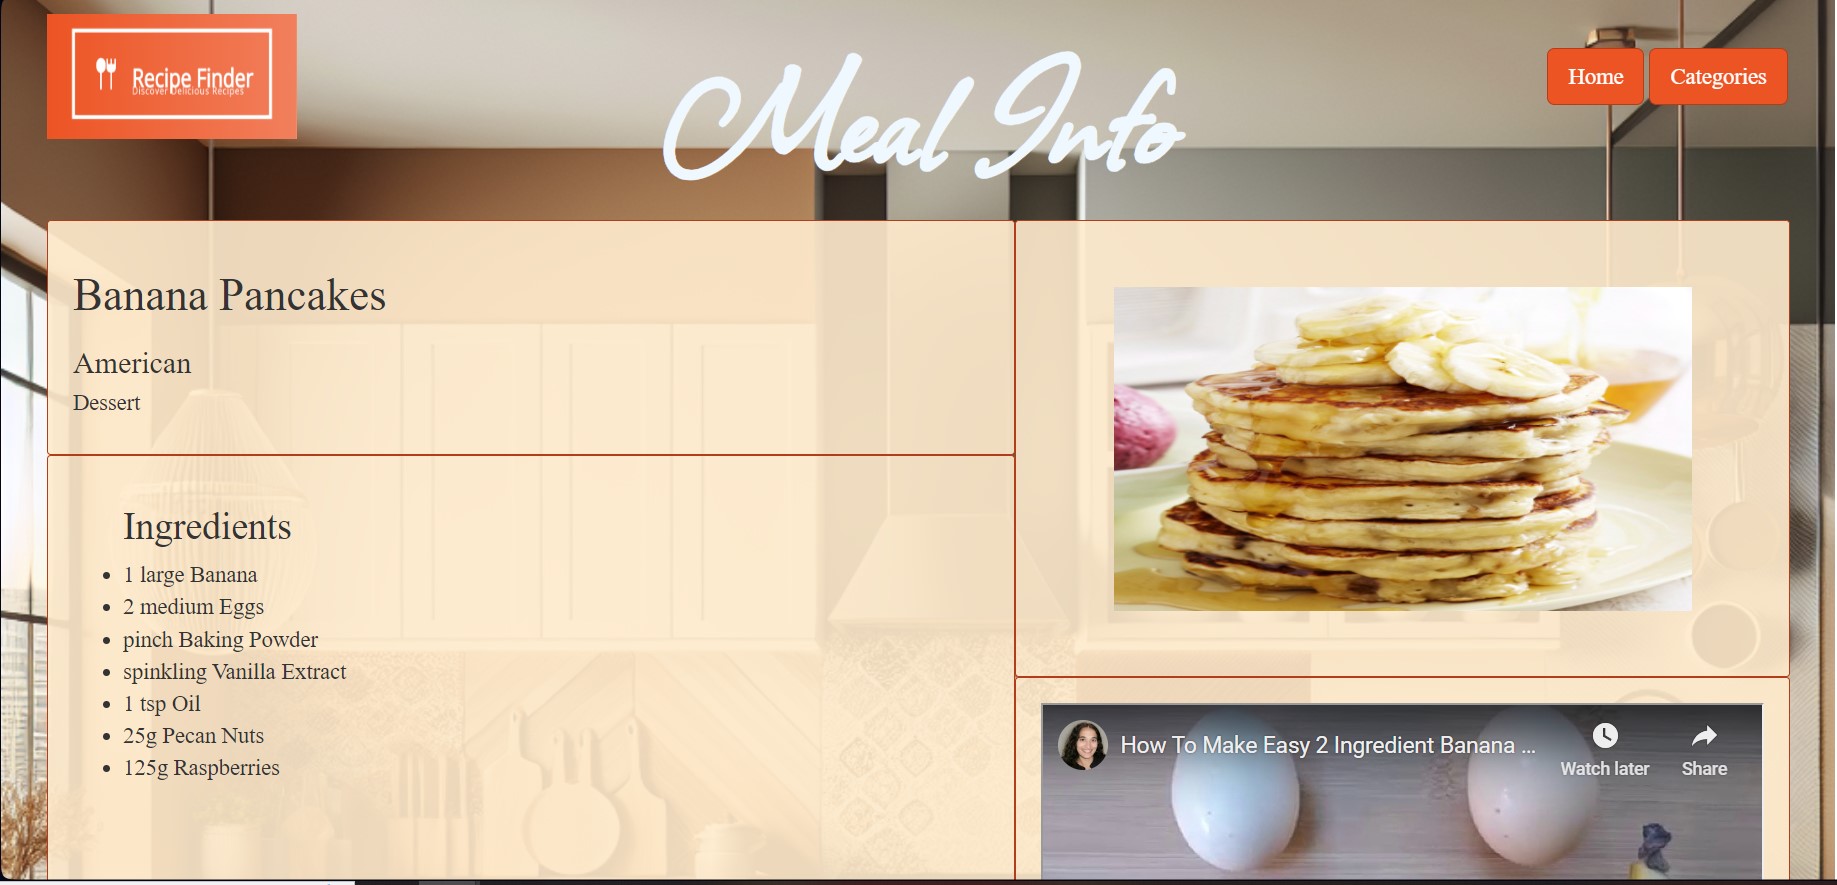 Recipe Finder
Discover Delicious Recipes
Meal Info
Home
Categories
Banana Pancakes
American
Dessert
Ingredients
1 large Banana
2 medium Eggs
pinch Baking Powder
spinkling Vanilla Extract
1 tsp Oil
25g Pecan Nuts
125g Raspberries
How To Make Easy 2 Ingredient Banana ...
Watch later
Share